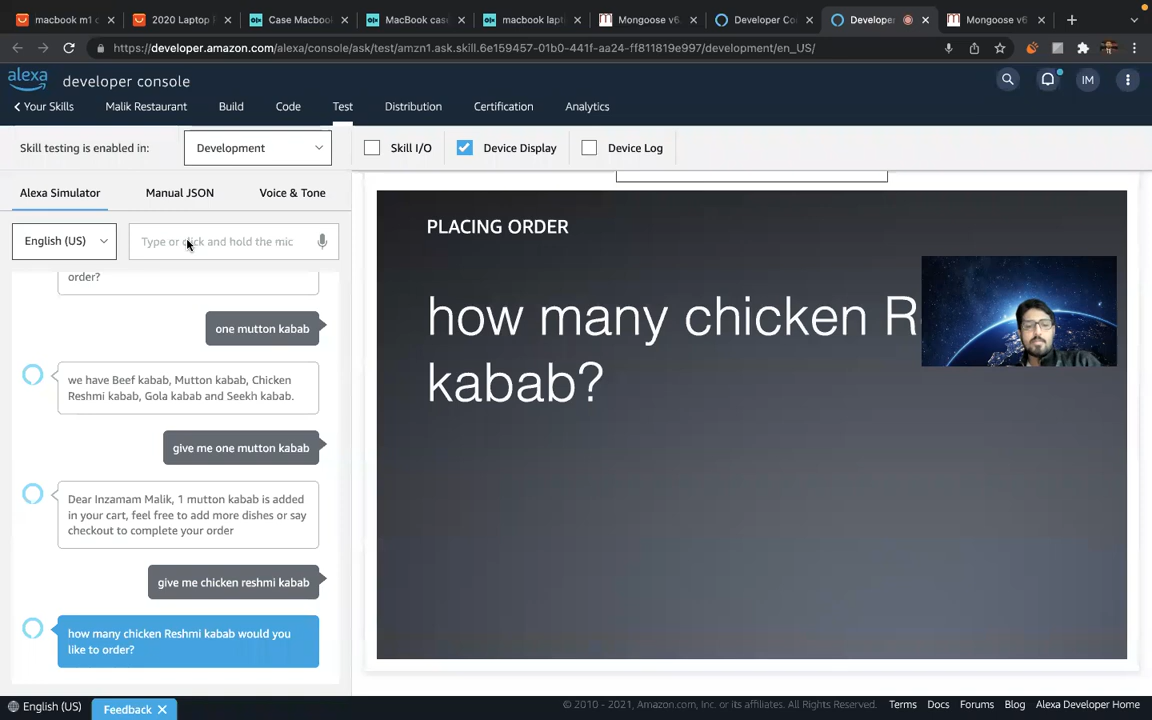 macbook m1 c
2020 Laptop P
Case Macbook
MacBook case
macbook lapt
Mongoose v6.
Developer Con
Developer
Mongoose v6
https://developer.amazon.com/alexa/console/ask/test/amzn1.ask.skill.6e159457-01b0-441f-aa24-ff811819e997/development/en_US/
alexa developer console
IM
Your Skills Malik Restaurant Build Code Test Distribution Certification Analytics
Skill testing is enabled in: Development Skill I/O Device Display Device Log
Alexa Simulator Manual JSON Voice & Tone
English (US) Type or click and hold the mic
order?
one mutton kabab
we have Beef kabab, Mutton kabab, Chicken
Reshmi kabab, Gola kabab and Seekh kabab.
give me one mutton kabab
Dear Inzamam Malik, 1 mutton kabab is added
in your cart, feel free to add more dishes or say
checkout to complete your order
give me chicken reshmi kabab
how many chicken Reshmi kabab would you
like to order?
PLACING ORDER
how many chicken R
kabab?
English (US) Feedback
© 2010 - 2021, Amazon.com, Inc. or its affiliates. All Rights Reserved. Terms Docs Forums Blog Alexa Developer Home